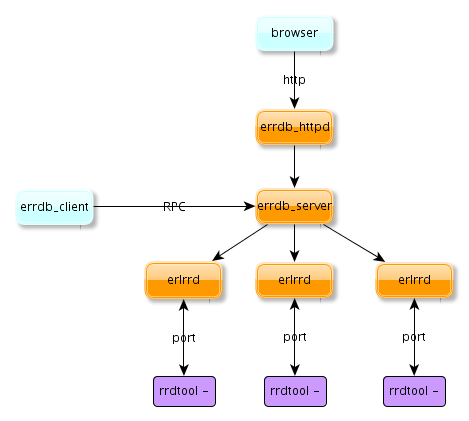 browser
http
errdb_httpd
errdb_client
RPC
errdb_server
erlrrd
erlrrd
erlrrd
port
port
port
rrdtool -
rrdtool -
rrdtool -